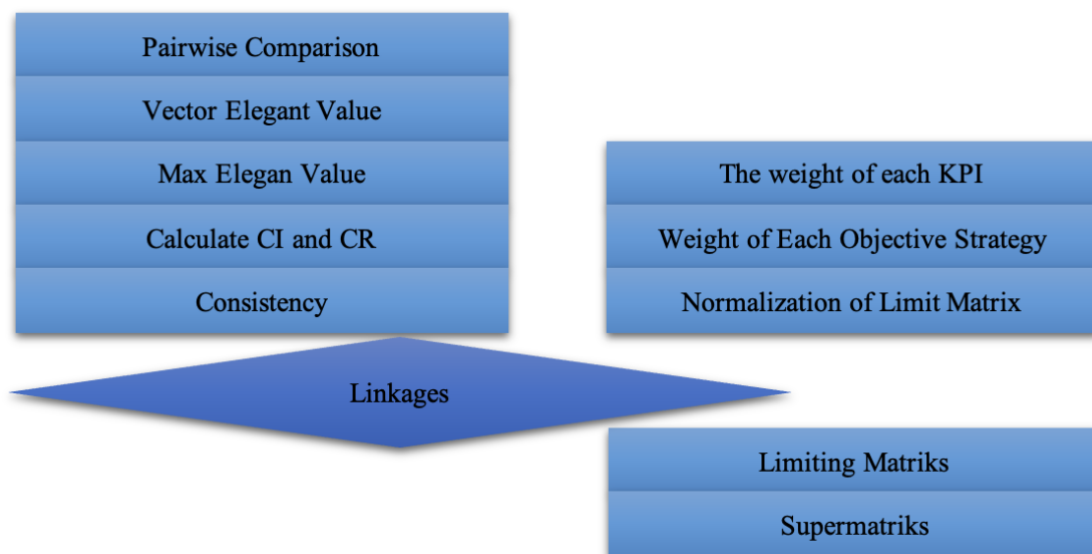 Pairwise Comparison
Vector Elegant Value
Max Elegan Value
Calculate CI and CR
Consistency
Linkages
The weight of each KPI
Weight of Each Objective Strategy
Normalization of Limit Matrix
Limiting Matriks
Supermatriks